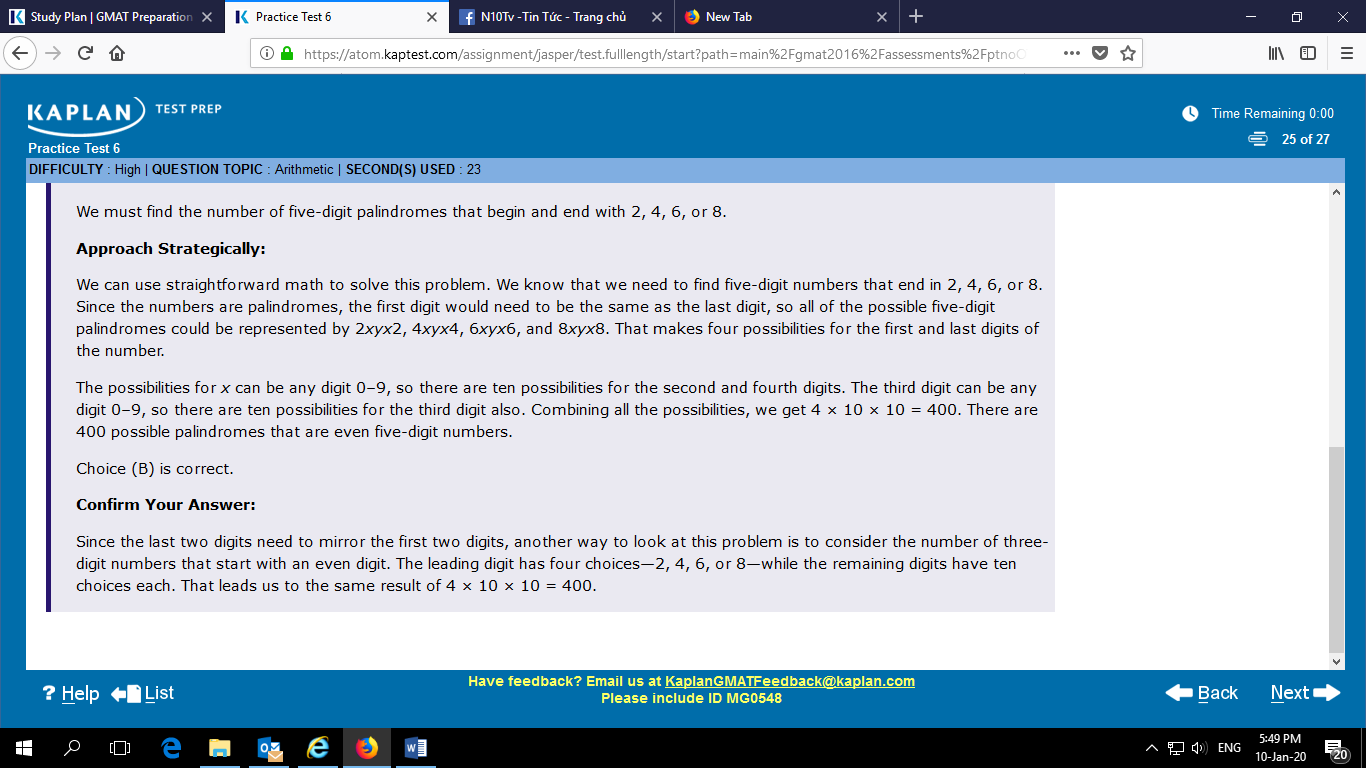 Study Plan | GMAT Preparation
Practice Test 6
N10Tv -Tin Tức - Trang chủ
New Tab
https://atom.kaptest.com/assignment/jasper/test.fulllength/start?path=main%2Fgmat2016%2Fassessments%2Fptno
KAPLAN TEST PREP
Time Remaining 0:00
Practice Test 6
25 of 27
DIFFICULTY : High | QUESTION TOPIC : Arithmetic | SECOND(S) USED : 23
We must find the number of five-digit palindromes that begin and end with 2, 4, 6, or 8.
Approach Strategically:
We can use straightforward math to solve this problem. We know that we need to find five-digit numbers that end in 2, 4, 6, or 8.
Since the numbers are palindromes, the first digit would need to be the same as the last digit, so all of the possible five-digit
palindromes could be represented by 2xyx2, 4xyx4, 6xyx6, and 8xyx8. That makes four possibilities for the first and last digits of
the number.
The possibilities for x can be any digit 0–9, so there are ten possibilities for the second and fourth digits. The third digit can be any
digit 0–9, so there are ten possibilities for the third digit also. Combining all the possibilities, we get 4 × 10 × 10 = 400. There are
400 possible palindromes that are even five-digit numbers.
Choice (B) is correct.
Confirm Your Answer:
Since the last two digits need to mirror the first two digits, another way to look at this problem is to consider the number of three-
digit numbers that start with an even digit. The leading digit has four choices—2, 4, 6, or 8—while the remaining digits have ten
choices each. That leads us to the same result of 4 × 10 × 10 = 400.
? Help List
Have feedback? Email us at KaplanGMATFeedback@kaplan.com
Please include ID MG0548
Back Next
ENG
5:49 PM
10-Jan-20
20